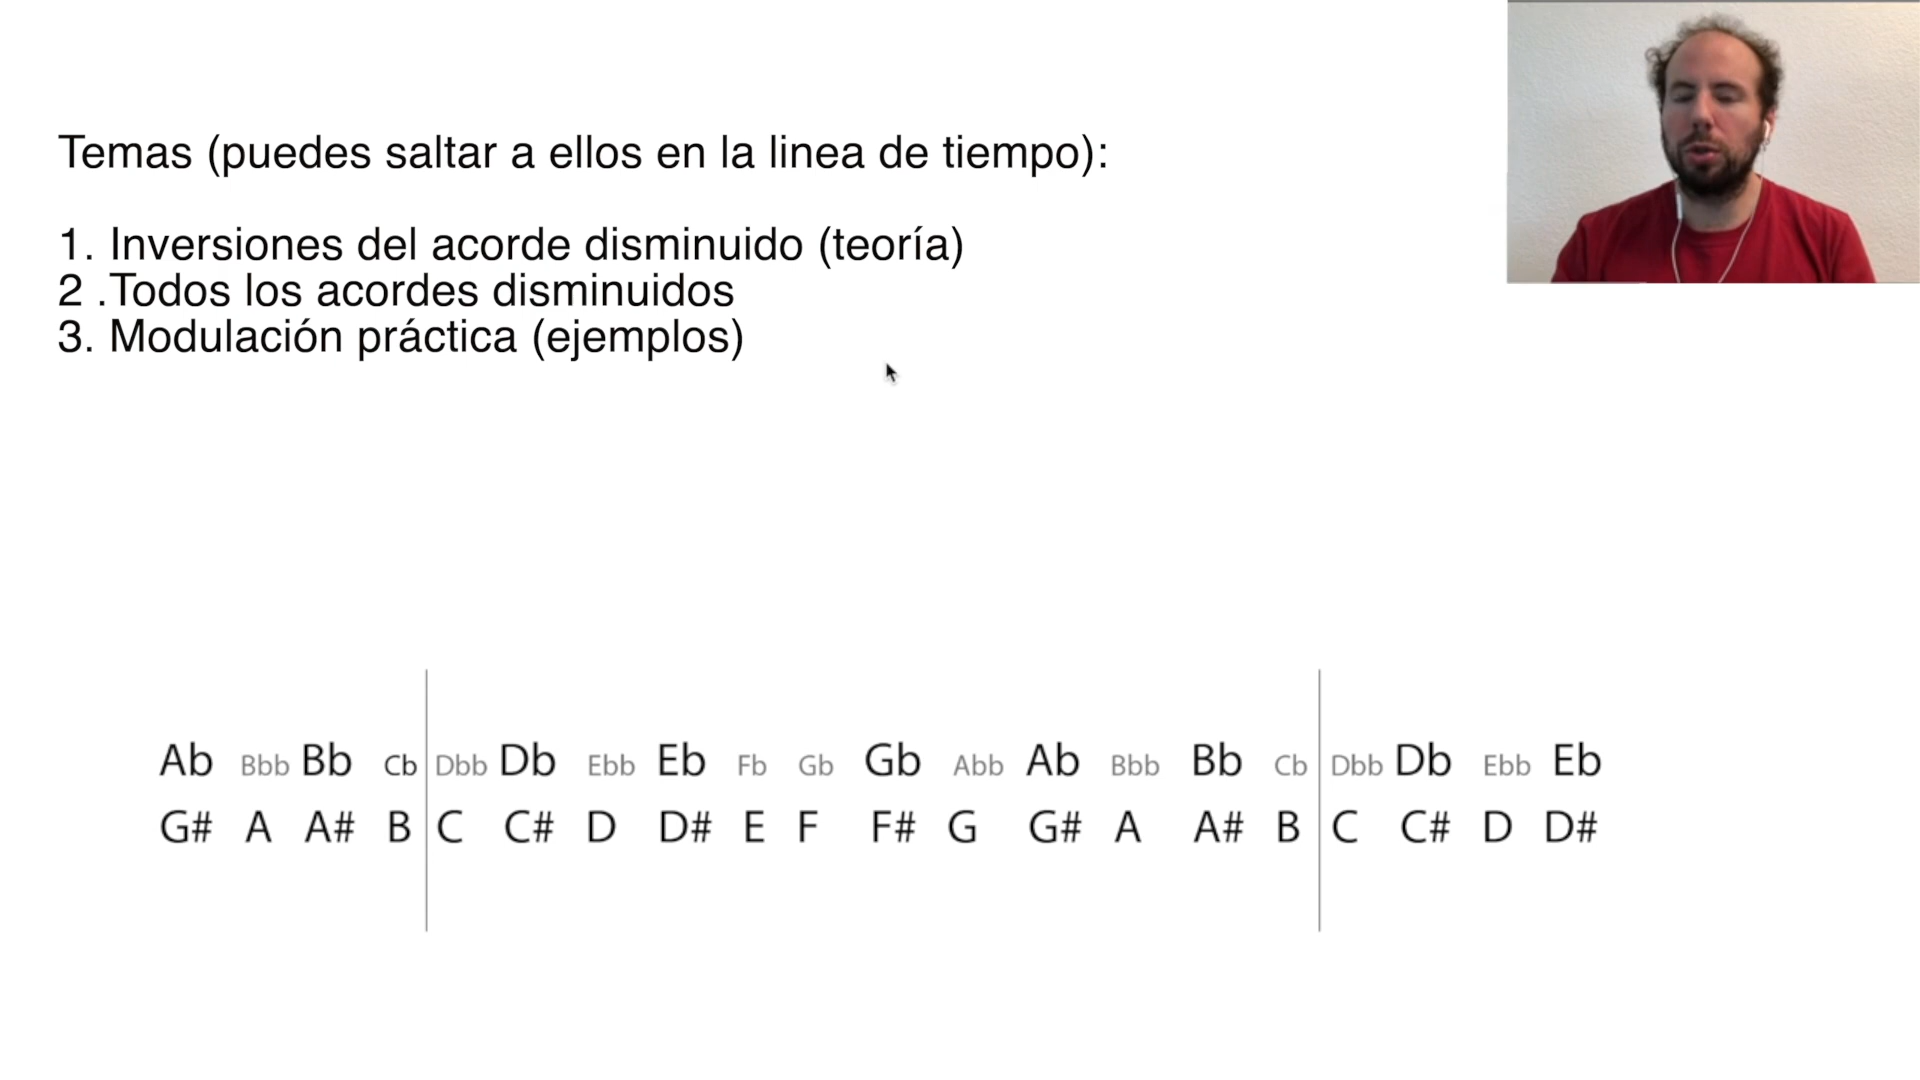 Temas (puedes saltar a ellos en la linea de tiempo):
1. Inversiones del acorde disminuido (teoría)
2 .Todos los acordes disminuidos
3. Modulación práctica (ejemplos)
Ab Bbb Bb Cb Dbb Db Ebb Eb Fb Gb Gb Abb Ab Bbb Bb Cb Dbb Db Ebb Eb
G# A A# B C C# D D# E F F# G G# A A# B C C# D D#